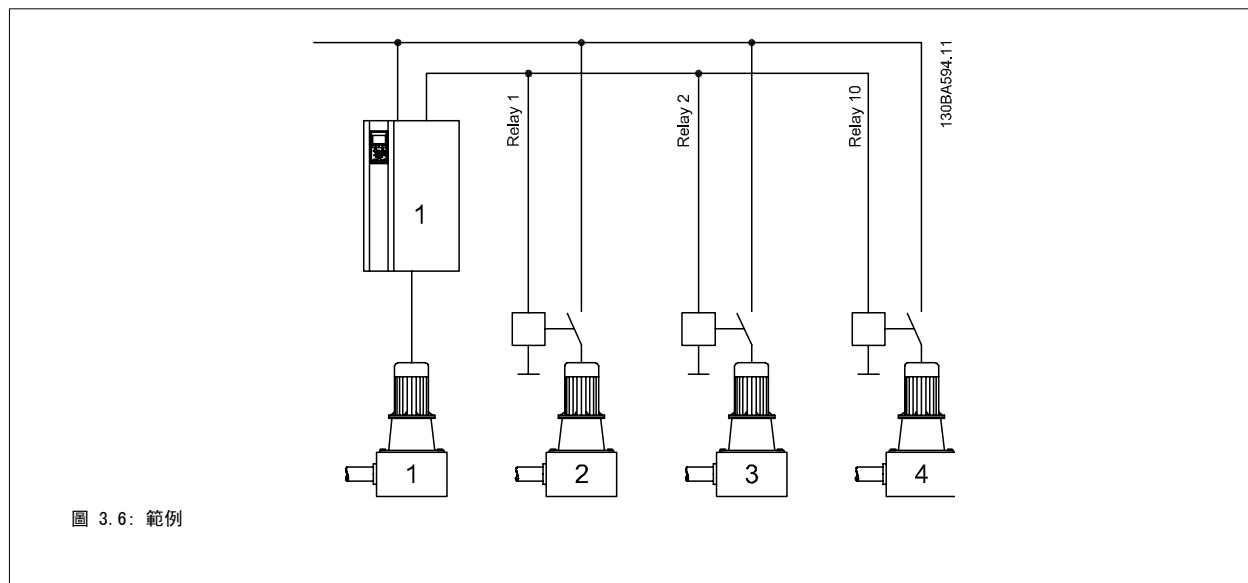 130BA594.11
Relay 1
Relay 2
Relay 10
1
1
2
3
4
圖 3.6: 範例